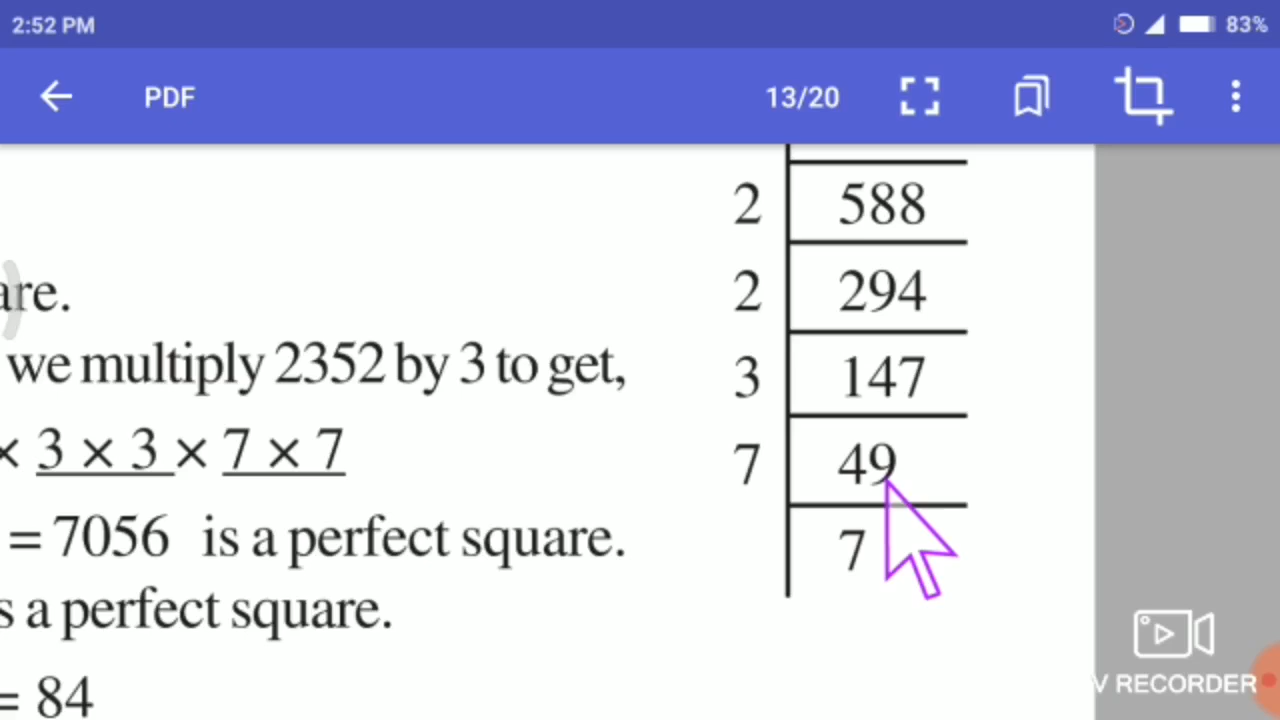 2:52 PM
83%
PDF
13/20
2 588
2 294
are.
we multiply 2352 by 3 to get,
3 147
× 3 × 3 × 7 × 7
7 49
= 7056 is a perfect square.
7
s a perfect square.
= 84
V RECORDER